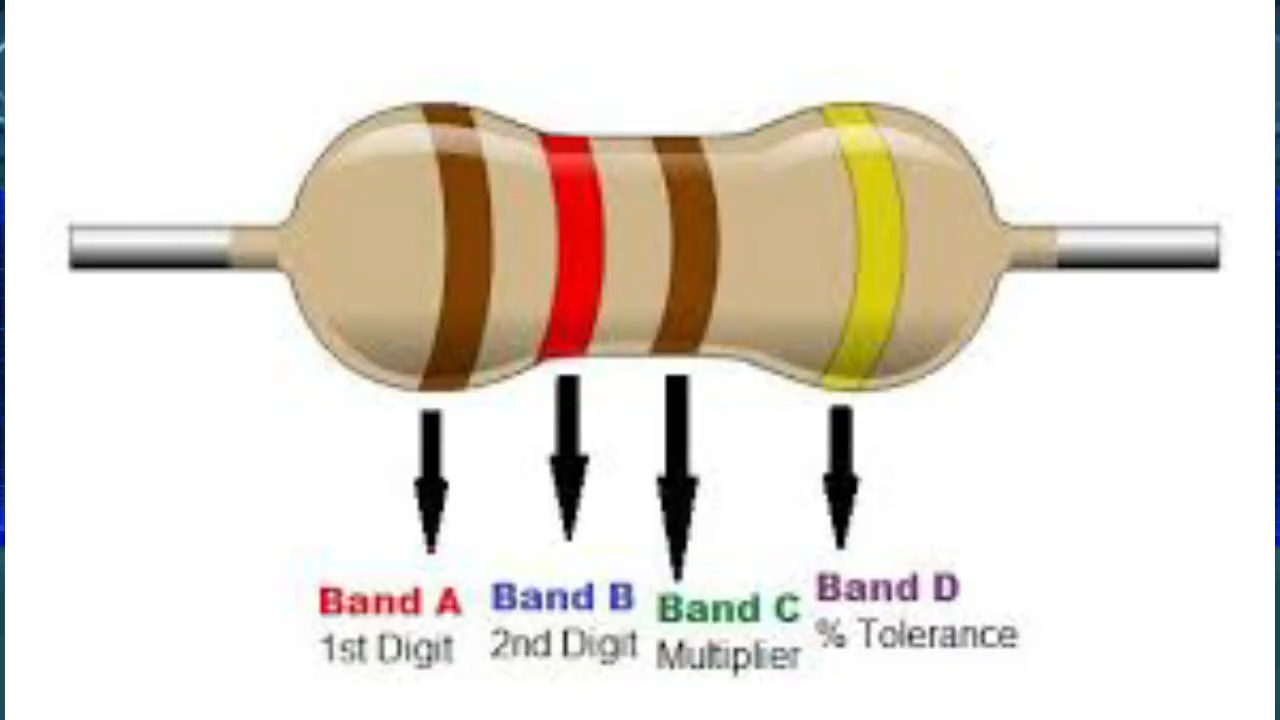 Band A
1st Digit
Band B
2nd Digit
Band C
Multiplier
Band D
% Tolerance